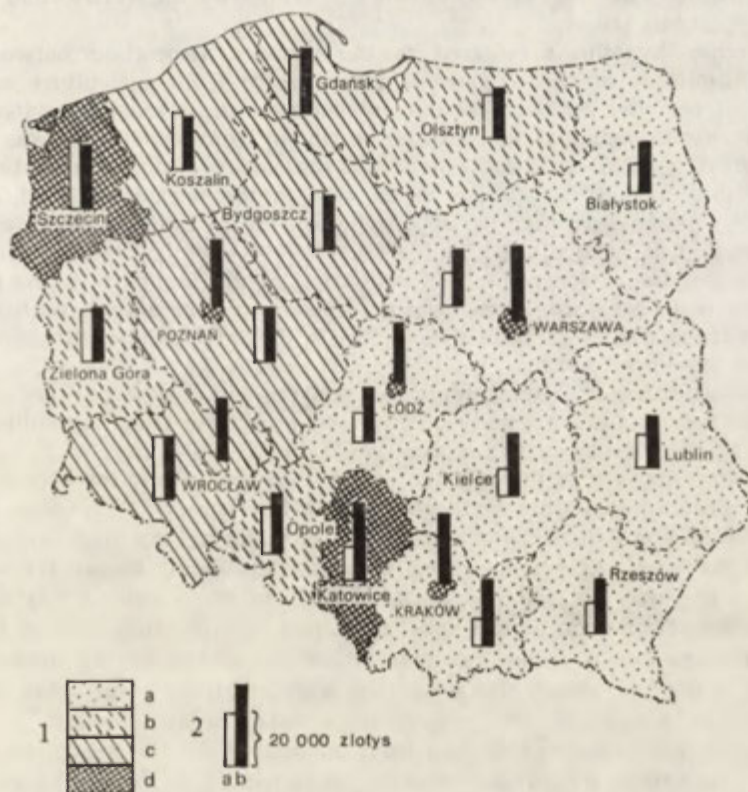 Gdańsk
Olsztyn
Koszalin
Białystok
Szczecin
Bydgoszcz
POZNAŃ
WARSZAWA
Zielona Góra
ŁÓDŹ
Lublin
Kielce
WROCŁAW
Opole
Rzeszów
Katowice
KRAKÓW
1 a
b
c
d
2 20 000 zlotys
a b